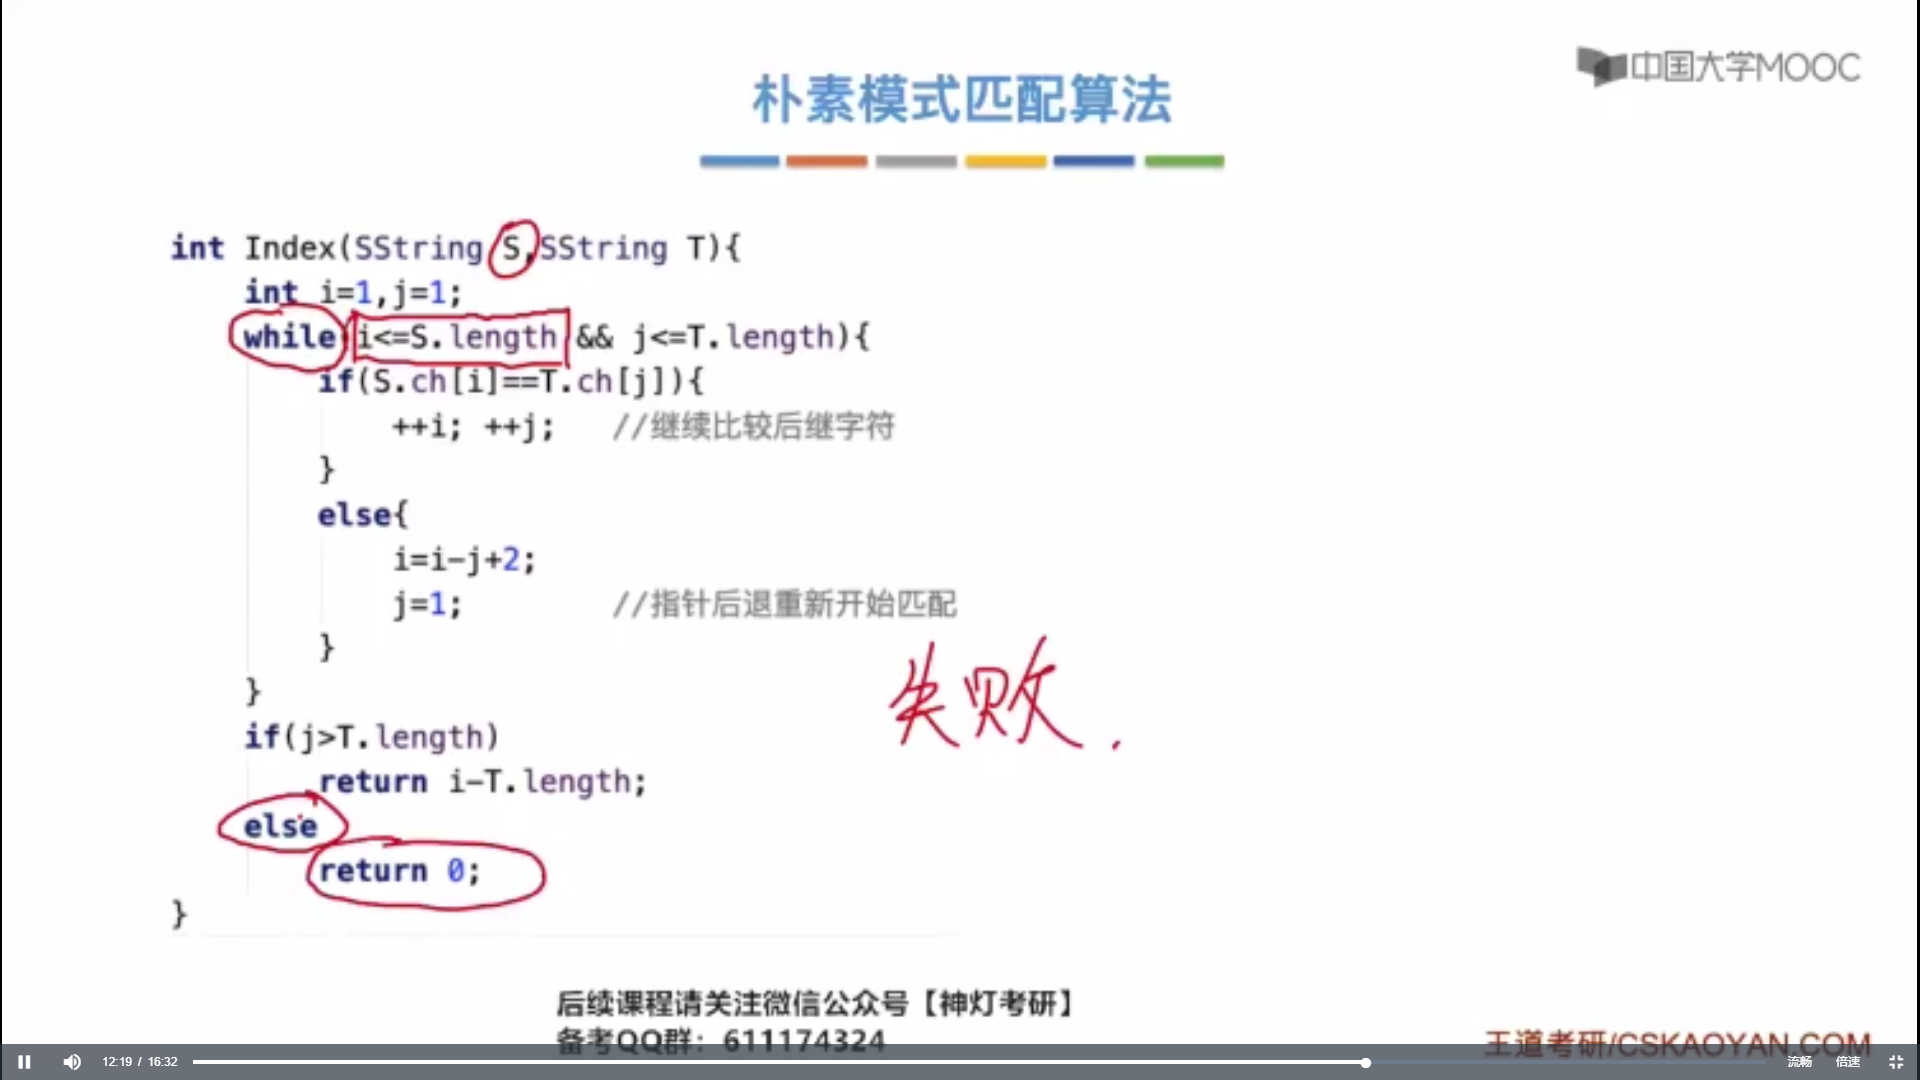 中国大学MOOC
朴素模式匹配算法
int Index(SString S,SString T){
int i=1,j=1;
while(i<=S.length && j<=T.length){
if(S.ch[i]==T.ch[j]){
++i; ++j; //继续比较后继字符
}
else{
i=i-j+2;
j=1; //指针后退重新开始匹配
}
}
失败.
if(j>T.length)
return i-T.length;
else
return 0;
}
后续课程请关注微信公众号【神灯考研】
备考QQ群：611174324
王道考研/CSKAOYAN.COM
12:19 / 16:32
流畅
倍速